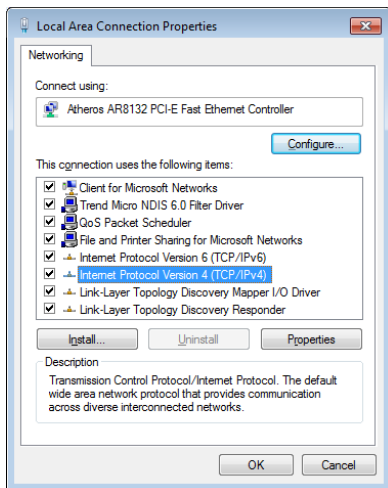 Local Area Connection Properties
Networking
Connect using:
Atheros AR8132 PCI-E Fast Ethernet Controller
Configure...
This connection uses the following items:
Client for Microsoft Networks
Trend Micro NDIS 6.0 Filter Driver
QoS Packet Scheduler
File and Printer Sharing for Microsoft Networks
Internet Protocol Version 6 (TCP/IPv6)
Internet Protocol Version 4 (TCP/IPv4)
Link-Layer Topology Discovery Mapper I/O Driver
Link-Layer Topology Discovery Responder
Install... Uninstall Properties
Description
Transmission Control Protocol/Internet Protocol. The default
wide area network protocol that provides communication
across diverse interconnected networks.
OK Cancel